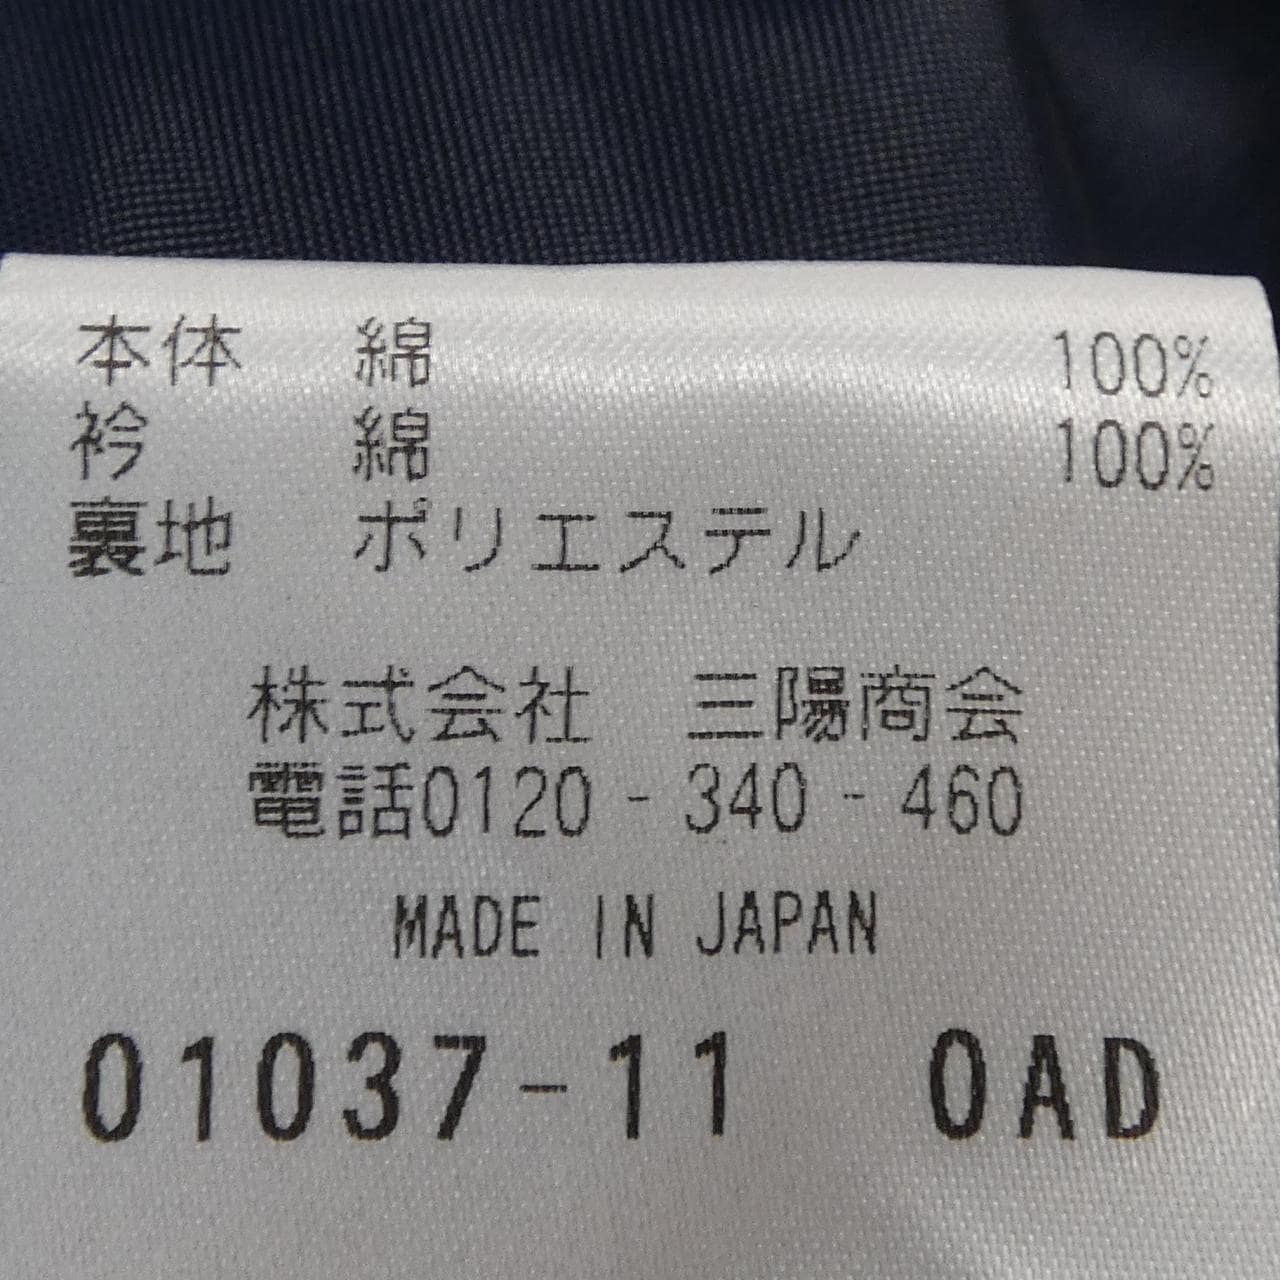 本体　綿　100%
衿　綿　100%
裏地　ポリエステル
株式会社　三陽商会
電話0120-340-460
MADE IN JAPAN
01037-11　0AD